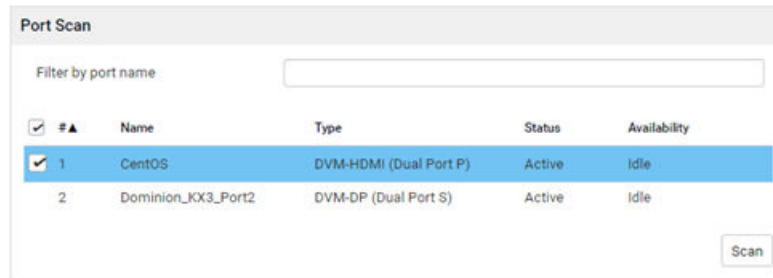 Port Scan
Filter by port name
#▲ Name Type Status Availability
1 CentOS DVM-HDMI (Dual Port P) Active Idle
2 Dominion_KX3_Port2 DVM-DP (Dual Port S) Active Idle
Scan